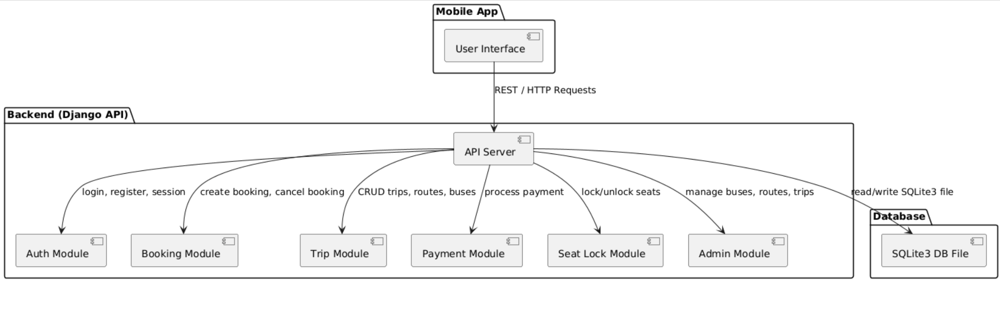 Mobile App
User Interface
REST / HTTP Requests
Backend (Django API)
API Server
login, register, session
create booking, cancel booking
CRUD trips, routes, buses
process payment
lock/unlock seats
manage buses, routes, trips
read/write SQLite3 file
Database
Auth Module
Booking Module
Trip Module
Payment Module
Seat Lock Module
Admin Module
SQLite3 DB File